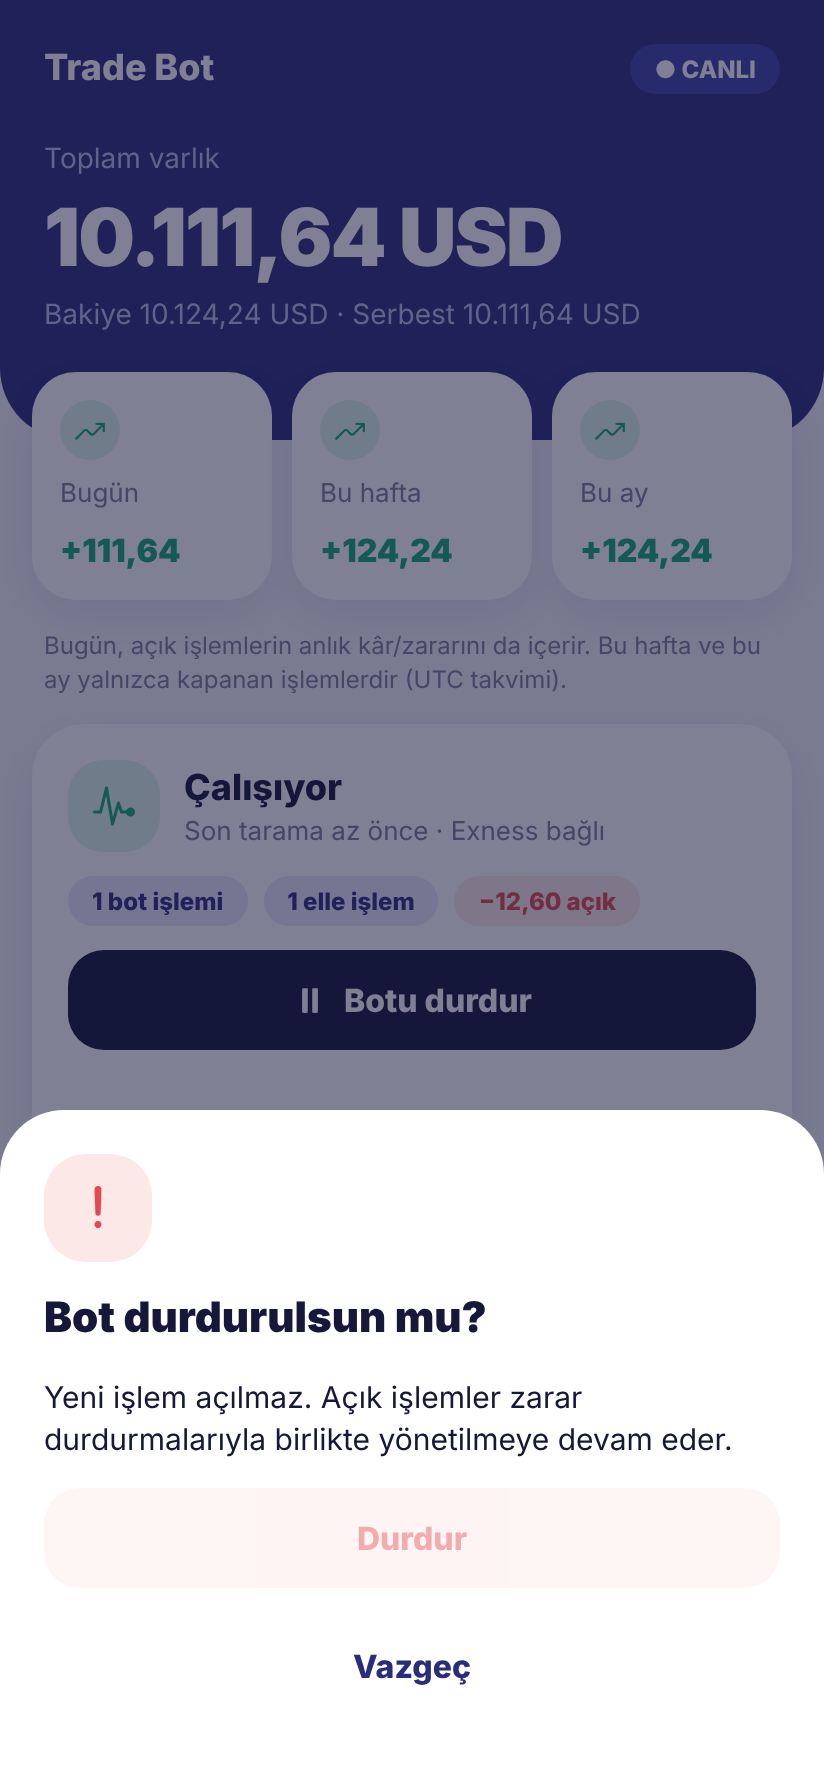 Trade Bot
CANLI
Toplam varlık
10.111,64 USD
Bakiye 10.124,24 USD · Serbest 10.111,64 USD
Bugün
+111,64
Bu hafta
+124,24
Bu ay
+124,24
Bugün, açık işlemlerin anlık kâr/zararını da içerir. Bu hafta ve bu
ay yalnızca kapanan işlemlerdir (UTC takvimi).
Çalışıyor
Son tarama az önce · Exness bağlı
1 bot işlemi
1 elle işlem
−12,60 açık
Botu durdur
Bot durdurulsun mu?
Yeni işlem açılmaz. Açık işlemler zarar
durdurmalarıyla birlikte yönetilmeye devam eder.
Durdur
Vazgeç